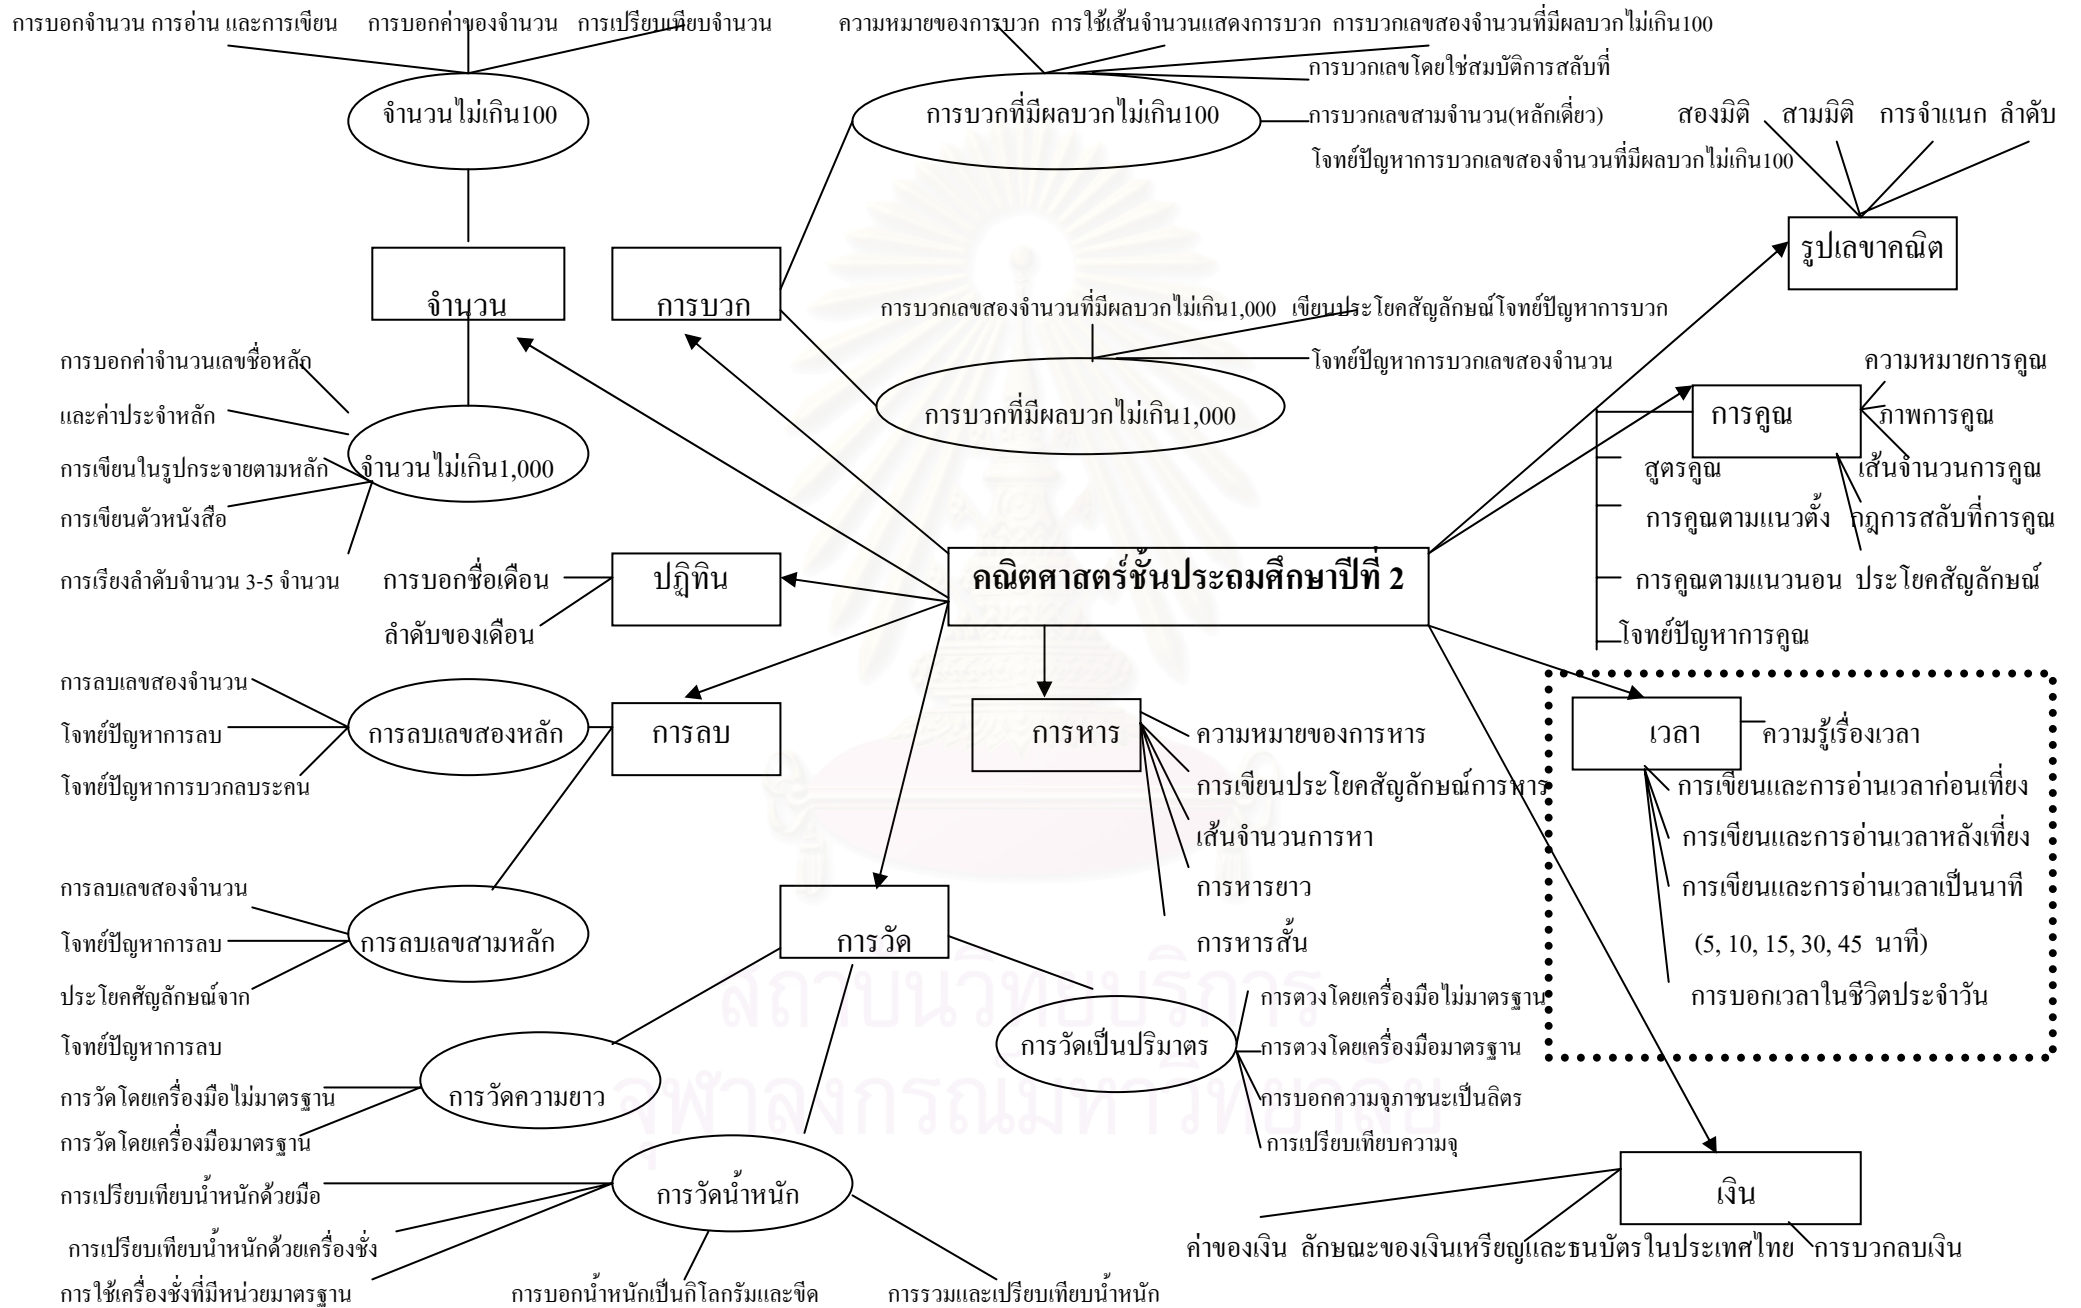 การบอกจำนวน การอ่าน และการเขียน การบอกค่าของจำนวน การเปรียบเทียบจำนวน
จำนวนไม่เกิน100
จำนวน
การบอกค่าจำนวนเลขชื่อหลัก
และค่าประจำหลัก
การเขียนในรูปกระจายตามหลัก
การเขียนตัวหนังสือ
การเรียงลำดับจำนวน 3-5 จำนวน
จำนวนไม่เกิน1,000
ความหมายของการบวก การใช้เส้นจำนวนแสดงการบวก การบวกเลขสองจำนวนที่มีผลบวกไม่เกิน100
การบวกเลขโดยใช่สมบัติการสลับที่
การบวกเลขสามจำนวน(หลักเดี่ยว)
โจทย์ปัญหาการบวกเลขสองจำนวนที่มีผลบวกไม่เกิน100
การบวกที่มีผลบวกไม่เกิน100
การบวก
การบวกเลขสองจำนวนที่มีผลบวกไม่เกิน1,000 เขียนประโยคสัญลักษณ์โจทย์ปัญหาการบวก
โจทย์ปัญหาการบวกเลขสองจำนวน
การบวกที่มีผลบวกไม่เกิน1,000
สองมิติ สามมิติ การจำแนก ลำดับ
รูปเลขาคณิต
การคูณ
ความหมายการคูณ
ภาพการคูณ
เส้นจำนวนการคูณ
กฎการสลับที่การคูณ
ประโยคสัญลักษณ์
สูตรคูณ
การคูณตามแนวตั้ง
การคูณตามแนวนอน
โจทย์ปัญหาการคูณ
คณิตศาสตร์ชั้นประถมศึกษาปีที่ 2
ปฏิทิน
การบอกชื่อเดือน
ลำดับของเดือน
การลบ
การลบเลขสองหลัก
การลบเลขสองจำนวน
โจทย์ปัญหาการลบ
โจทย์ปัญหาการบวกลบระคน
การลบเลขสามหลัก
การลบเลขสองจำนวน
โจทย์ปัญหาการลบ
ประโยคศัญลักษณ์จาก
โจทย์ปัญหาการลบ
การหาร
ความหมายของการหาร
การเขียนประโยคสัญลักษณ์การหาร
เส้นจำนวนการหา
การหารยาว
การหารสั้น
เวลา
ความรู้เรื่องเวลา
การเขียนและการอ่านเวลาก่อนเที่ยง
การเขียนและการอ่านเวลาหลังเที่ยง
การเขียนและการอ่านเวลาเป็นนาที
(5, 10, 15, 30, 45 นาที)
การบอกเวลาในชีวิตประจำวัน
การวัด
การวัดความยาว
การวัดโดยเครื่องมือไม่มาตรฐาน
การวัดโดยเครื่องมือมาตรฐาน
การวัดน้ำหนัก
การเปรียบเทียบน้ำหนักด้วยมือ
การเปรียบเทียบน้ำหนักด้วยเครื่องชั่ง
การใช้เครื่องชั่งที่มีหน่วยมาตรฐาน
การบอกน้ำหนักเป็นกิโลกรัมและขีด
การรวมและเปรียบเทียบน้ำหนัก
การวัดเป็นปริมาตร
การตวงโดยเครื่องมือไม่มาตรฐาน
การตวงโดยเครื่องมือมาตรฐาน
การบอกความจุภาชนะเป็นลิตร
การเปรียบเทียบความจุ
เงิน
ค่าของเงิน ลักษณะของเงินเหรียญและธนบัตรในประเทศไทย การบวกลบเงิน
สถาบันวิทยบริการ
จุฬาลงกรณ์มหาวิทยาลัย